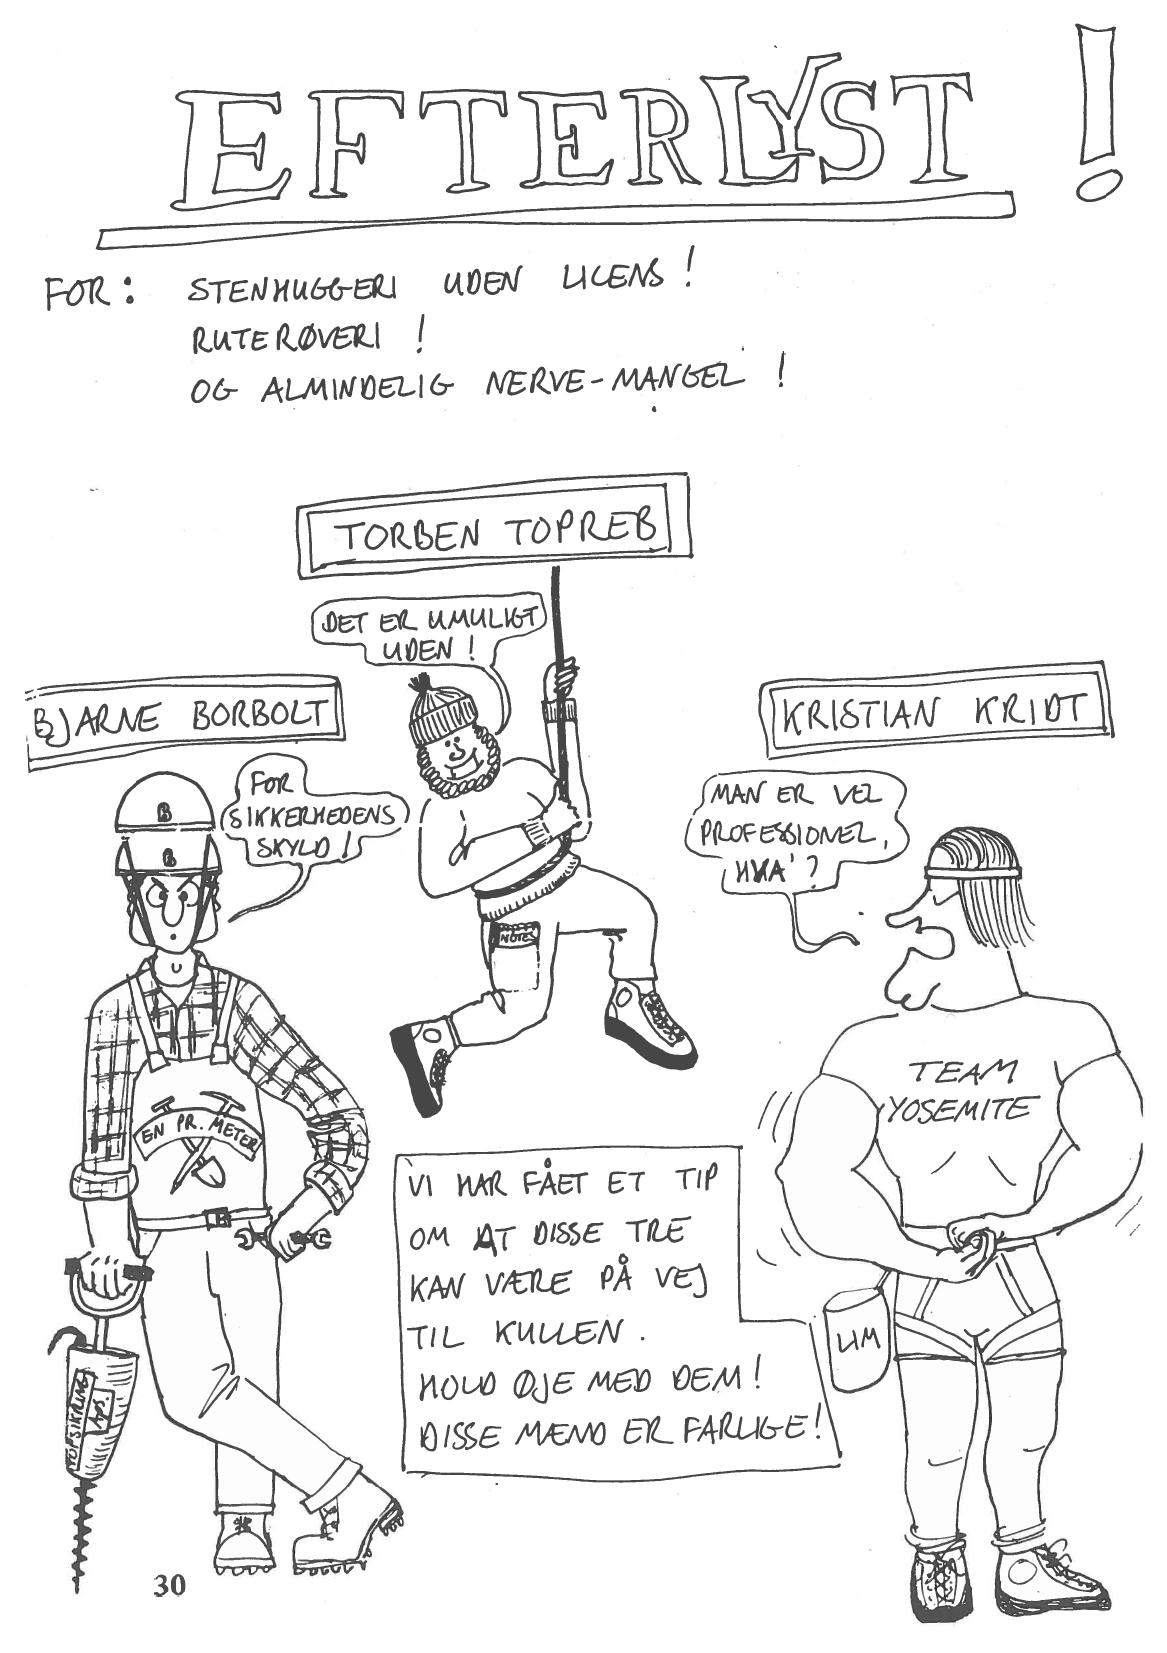 EFTERLYST !
FOR: STENHUGGERI UDEN LICENS !
RUTERØVERI !
OG ALMINDELIG NERVE-MANGEL !
TORBEN TOPREB
DET ER UMULIGT
UDEN !
NOTES
BJARNE BORBOLT
FOR
SIKKERHEDENS
SKYLD !
B
B
EN PR. METER
TOPSIKRING
APS.
KRISTIAN KRIDT
MAN ER VEL
PROFESSIONEL,
HVA'?
TEAM
YOSEMITE
LIM
VI HAR FÅET ET TIP
OM AT DISSE TRE
KAN VÆRE PÅ VEJ
TIL KULLEN.
HOLD ØJE MED DEM!
DISSE MÆND ER FARLIGE!
30